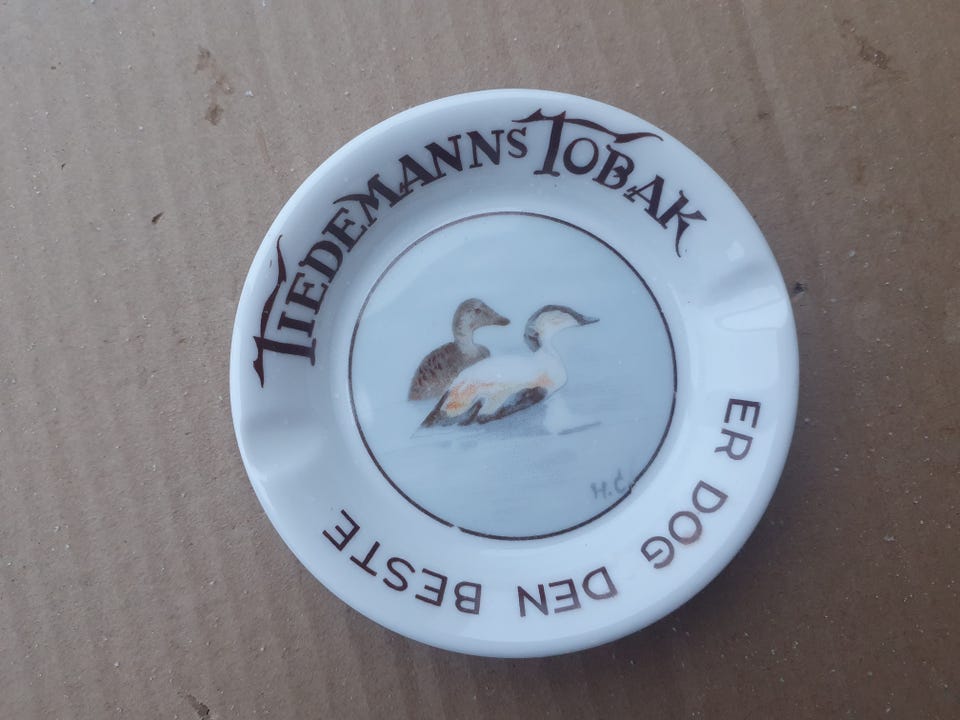 TIEDEMANNS TOBAK
ER DOG DEN BESTE
H.C.